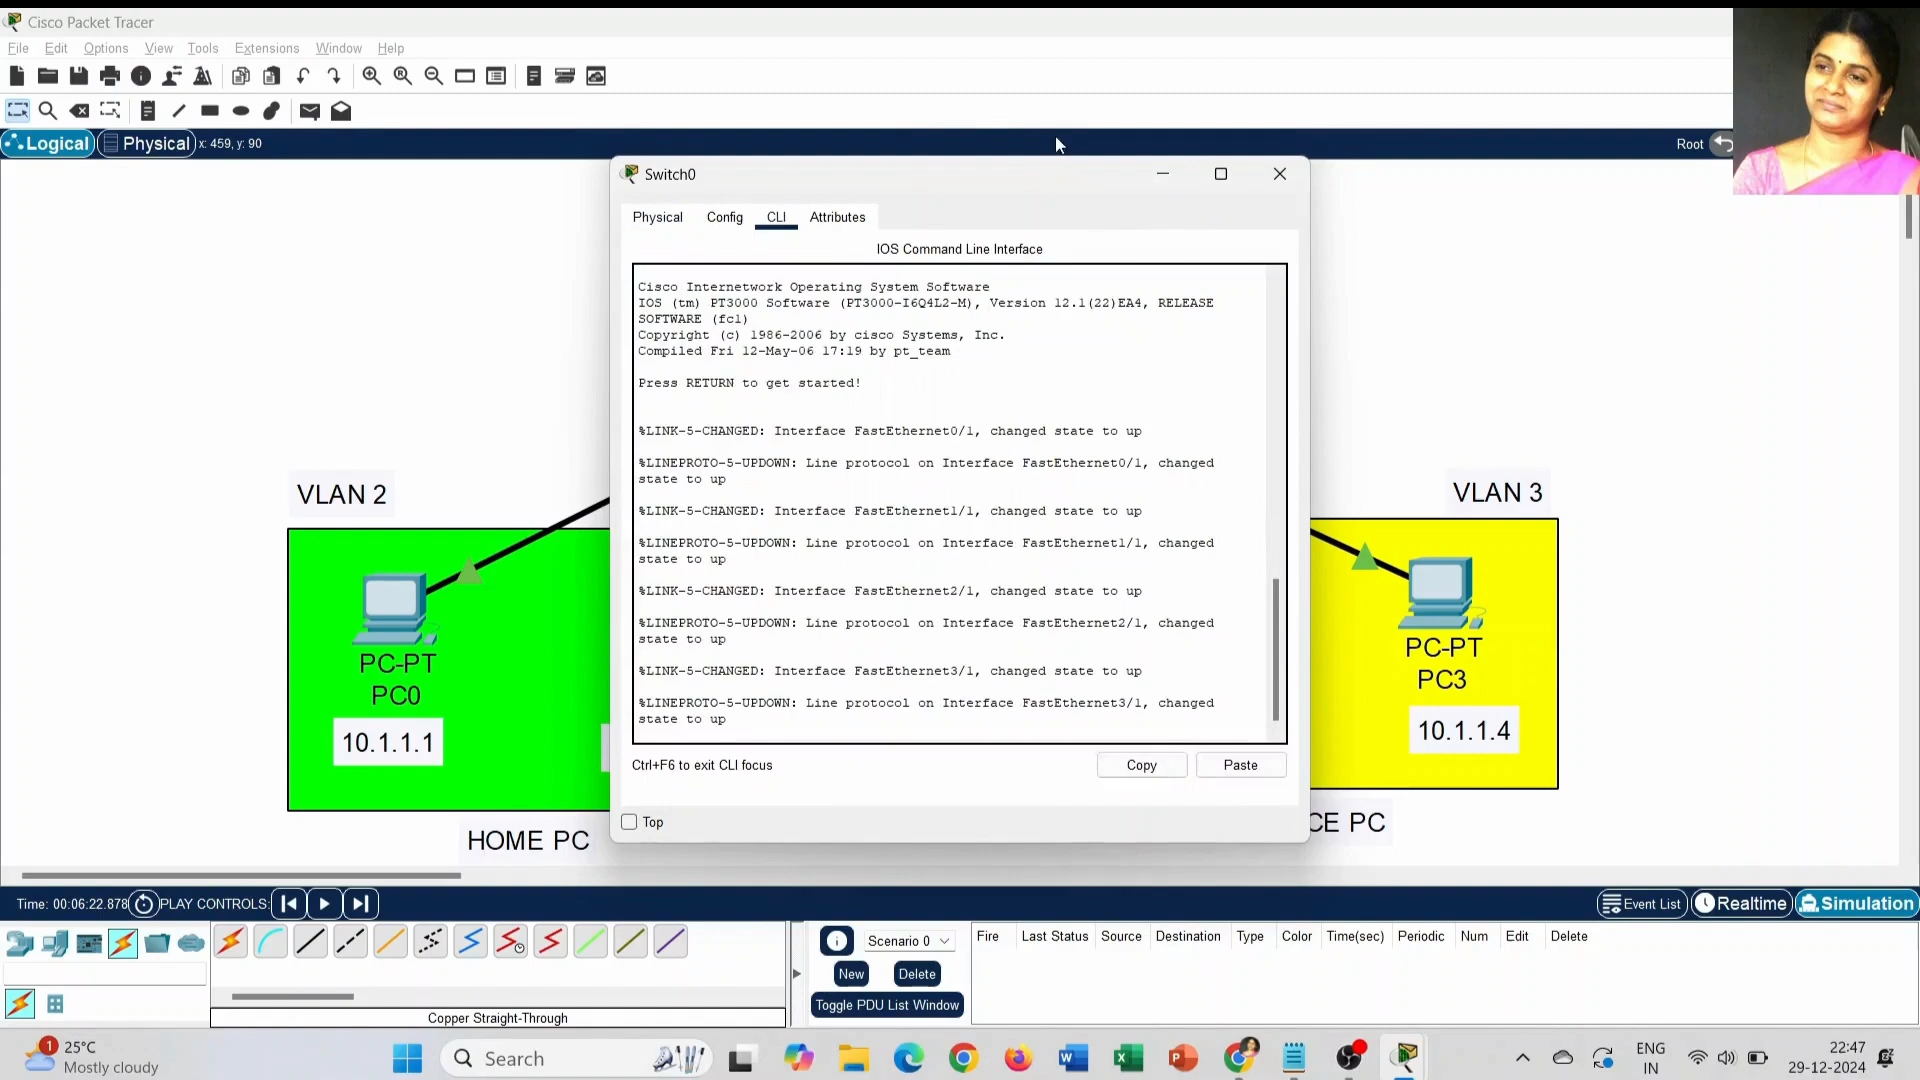 Cisco Packet Tracer
File Edit Options View Tools Extensions Window Help
Logical Physical x: 459, y: 90 Root
Switch0
Physical Config CLI Attributes
IOS Command Line Interface
Cisco Internetwork Operating System Software
IOS (tm) PT3000 Software (PT3000-I6Q4L2-M), Version 12.1(22)EA4, RELEASE
SOFTWARE (fc1)
Copyright (c) 1986-2006 by cisco Systems, Inc.
Compiled Fri 12-May-06 17:19 by pt_team
Press RETURN to get started!
%LINK-5-CHANGED: Interface FastEthernet0/1, changed state to up
%LINEPROTO-5-UPDOWN: Line protocol on Interface FastEthernet0/1, changed
state to up
%LINK-5-CHANGED: Interface FastEthernet1/1, changed state to up
%LINEPROTO-5-UPDOWN: Line protocol on Interface FastEthernet1/1, changed
state to up
%LINK-5-CHANGED: Interface FastEthernet2/1, changed state to up
%LINEPROTO-5-UPDOWN: Line protocol on Interface FastEthernet2/1, changed
state to up
%LINK-5-CHANGED: Interface FastEthernet3/1, changed state to up
%LINEPROTO-5-UPDOWN: Line protocol on Interface FastEthernet3/1, changed
state to up
Ctrl+F6 to exit CLI focus Copy Paste
Top
VLAN 2
PC-PT
PC0
10.1.1.1
HOME PC
VLAN 3
PC-PT
PC3
10.1.1.4
CE PC
Time: 00:06:22.878 PLAY CONTROLS: Event List Realtime Simulation
Scenario 0
New Delete
Toggle PDU List Window
Fire Last Status Source Destination Type Color Time(sec) Periodic Num Edit Delete
Copper Straight-Through
1 25°C
Mostly cloudy
Search
ENG
IN
22:47
29-12-2024